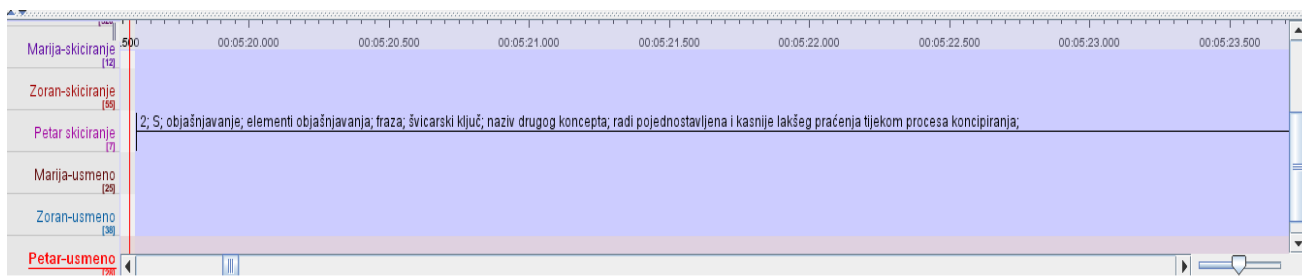 .500 00:05:20.000 00:05:20.500 00:05:21.000 00:05:21.500 00:05:22.000 00:05:22.500 00:05:23.000 00:05:23.500
Marija-skiciranje
[12]
Zoran-skiciranje
[55]
2; S; objašnjavanje; elementi objašnjavanja; fraza; švicarski ključ; naziv drugog koncepta; radi pojednostavljena i kasnije lakšeg praćenja tijekom procesa koncipiranja;
Petar skiciranje
[7]
Marija-usmeno
[25]
Zoran-usmeno
[38]
Petar-usmeno